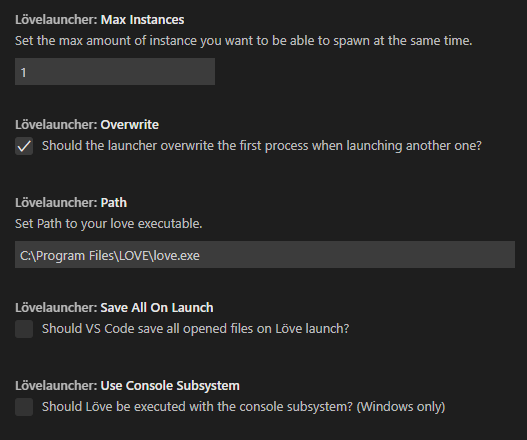 Lövelauncher: Max Instances
Set the max amount of instance you want to be able to spawn at the same time.
1
Lövelauncher: Overwrite
Should the launcher overwrite the first process when launching another one?
Lövelauncher: Path
Set Path to your love executable.
C:\Program Files\LOVE\love.exe
Lövelauncher: Save All On Launch
Should VS Code save all opened files on Löve launch?
Lövelauncher: Use Console Subsystem
Should Löve be executed with the console subsystem? (Windows only)